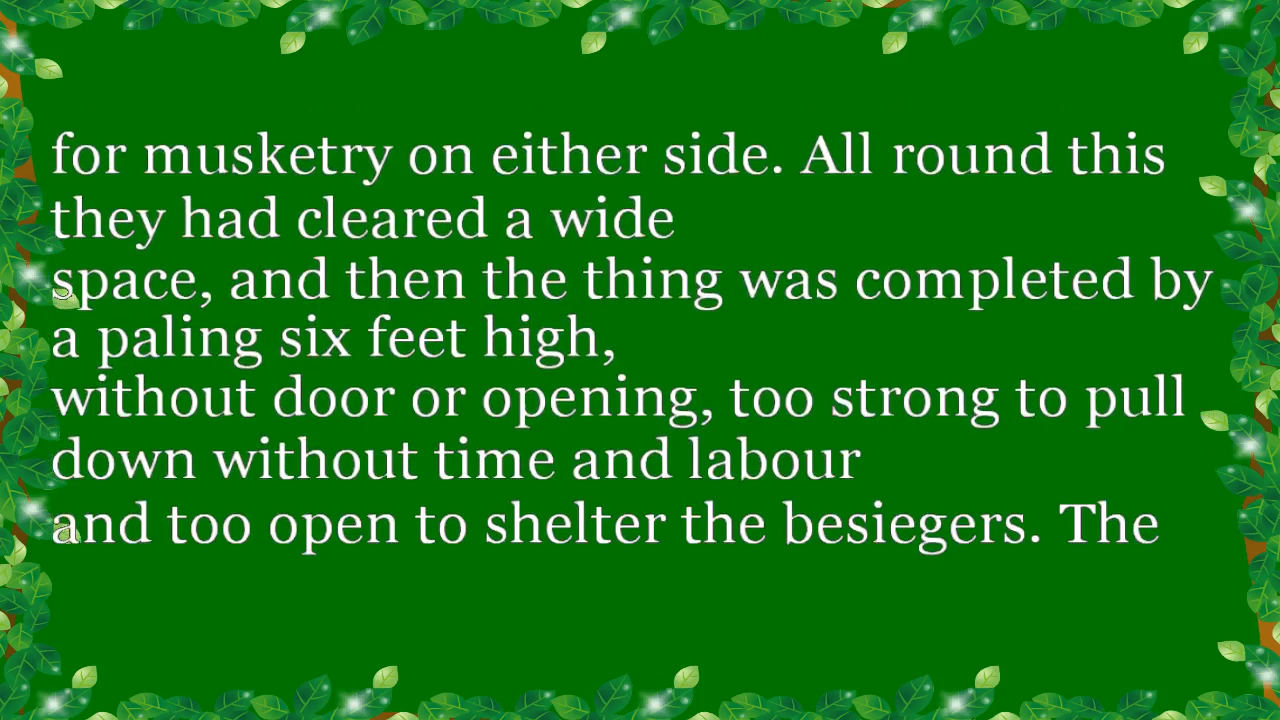 for musketry on either side. All round this
they had cleared a wide
space, and then the thing was completed by
a paling six feet high,
without door or opening, too strong to pull
down without time and labour
and too open to shelter the besiegers. The